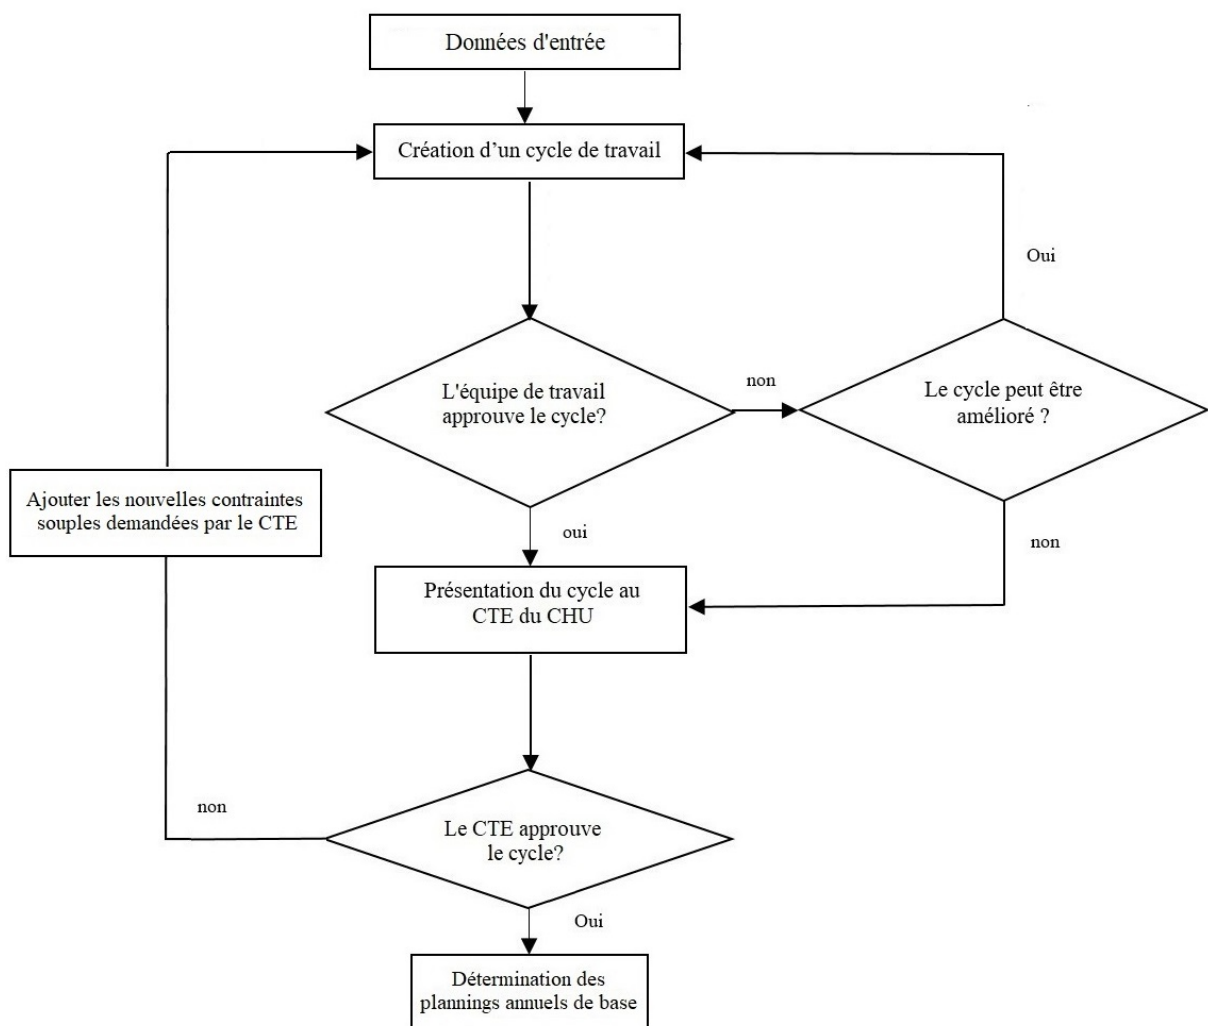 Données d'entrée
Création d’un cycle de travail
Oui
L'équipe de travail
approuve le cycle?
non
Le cycle peut être
amélioré ?
Ajouter les nouvelles contraintes
souples demandées par le CTE
oui
non
Présentation du cycle au
CTE du CHU
non
Le CTE approuve
le cycle?
Oui
Détermination des
plannings annuels de base